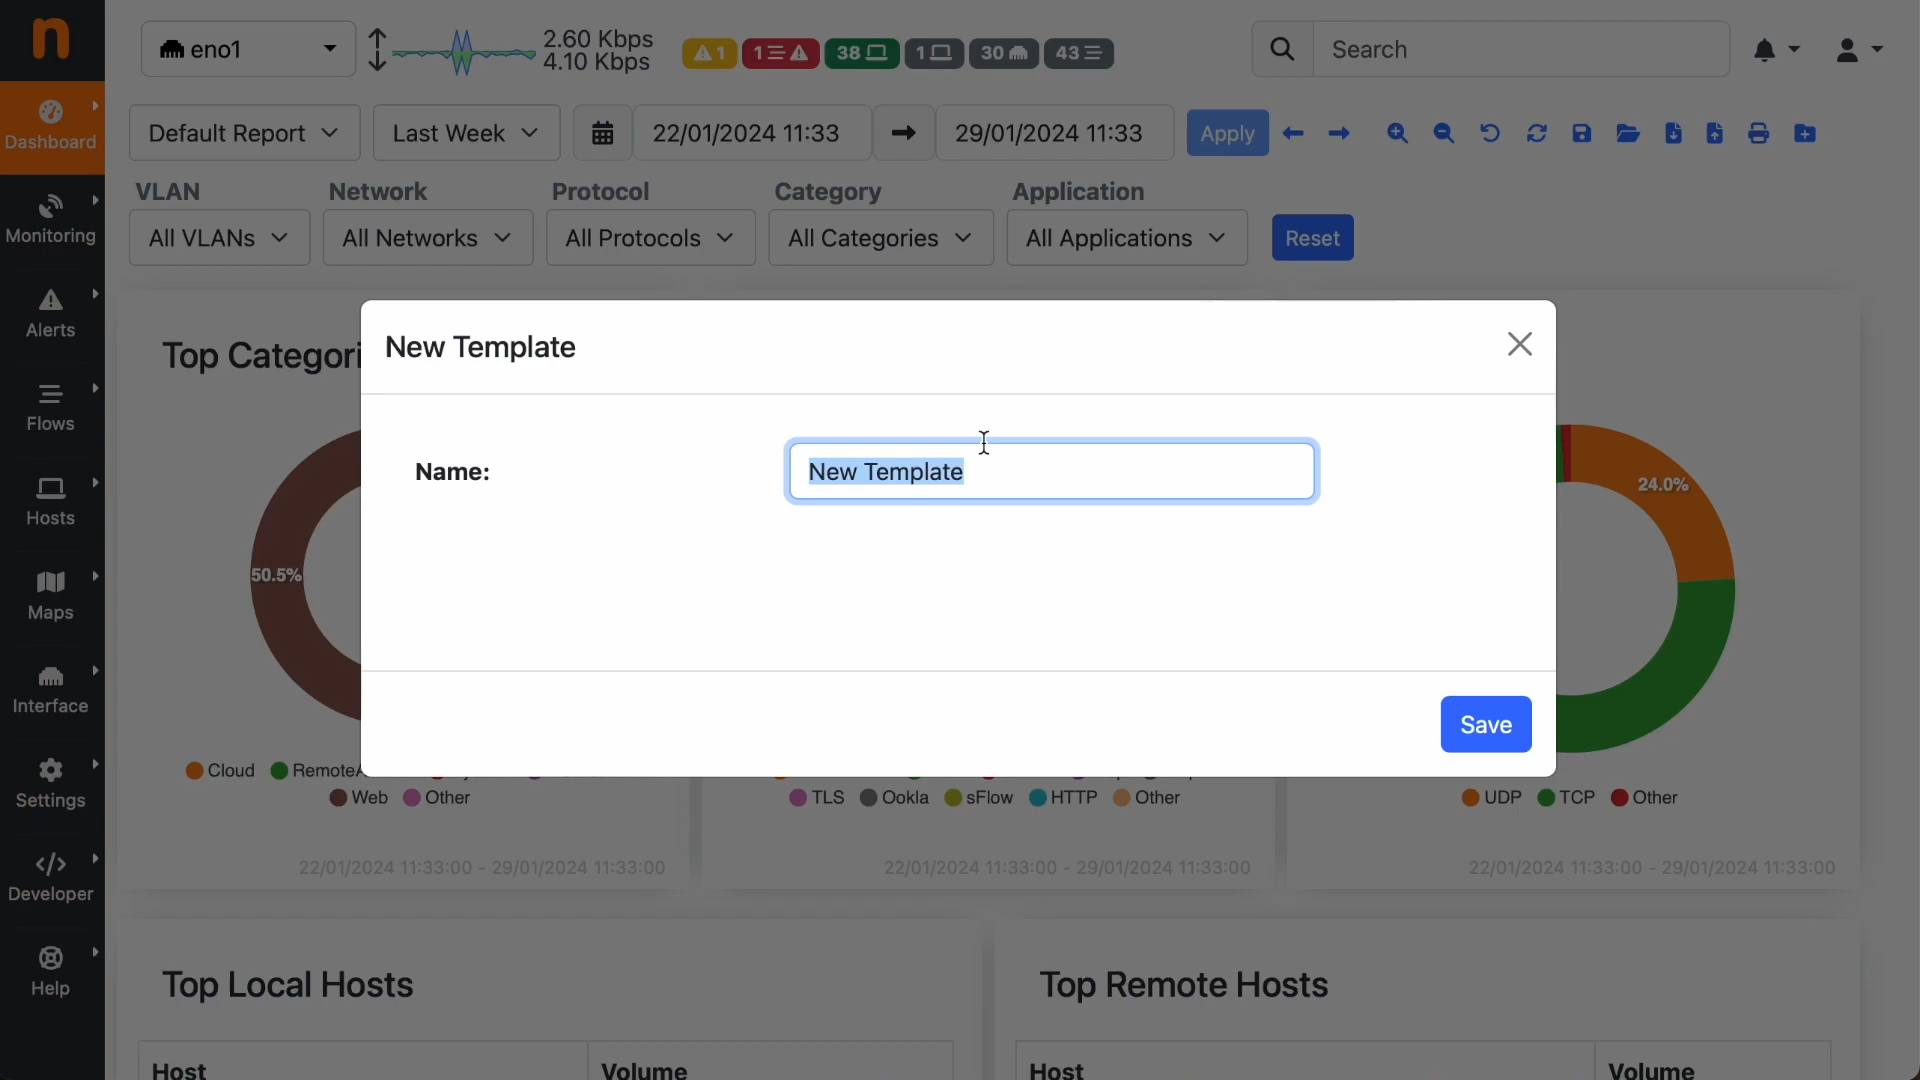 n
eno1
2.60 Kbps
4.10 Kbps
1
1
38
1
30
43
Search
Dashboard
Default Report
Last Week
22/01/2024 11:33
29/01/2024 11:33
Apply
VLAN
Network
Protocol
Category
Application
All VLANs
All Networks
All Protocols
All Categories
All Applications
Reset
Monitoring
Alerts
Flows
Hosts
Maps
Interface
Settings
Developer
Help
Top Categori
New Template
Name:
New Template
Save
50.5%
24.0%
Cloud
RemoteA
Web
Other
TLS
Ookla
sFlow
HTTP
Other
UDP
TCP
Other
22/01/2024 11:33:00 - 29/01/2024 11:33:00
22/01/2024 11:33:00 - 29/01/2024 11:33:00
22/01/2024 11:33:00 - 29/01/2024 11:33:00
Top Local Hosts
Top Remote Hosts
Host
Volume
Host
Volume